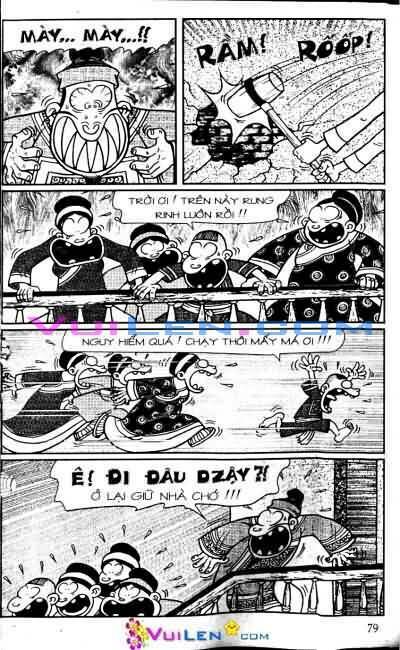 MÀY... MÀY...!!
RẦM! RỐỐP!
TRỜI ƠI! TRÊN NÀY RUNG
RINH LUÔN RỒI!!
VUILEN.COM
NGUY HIỂM QUÁ! CHẠY THÔI MẤY MÁ ƠI!!!
Ê! ĐI ĐÂU DZẬY?!
Ở LẠI GIỮ NHÀ CHỚ!!!
79
VUILEN.COM